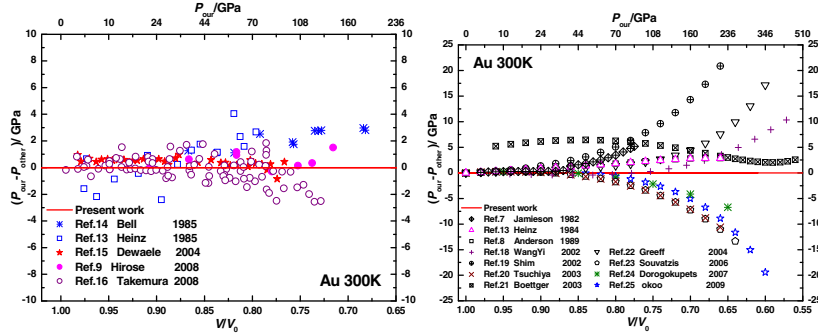 P_our/GPa
0 9 24 44 70 108 160 236
10 8 6 4 2 0 -2 -4 -6 -8 -10
(P_our-P_other)/ GPa
Au 300K
Present work
Ref.14 Bell 1985
Ref.13 Heinz 1985
Ref.15 Dewaele 2004
Ref.9 Hirose 2008
Ref.16 Takemura 2008
Au 300K
10 8 6 4 2 0 -2 -4 -6 -8 -10
1.00 0.95 0.90 0.85 0.80 0.75 0.70 0.65
V/V_0
P_our/GPa
0 9 24 44 70 108 160 236 346 510
25 20 15 10 5 0 -5 -10 -15 -20 -25
(P_our-P_other)/ GPa
Au 300K
Present work
Ref.7 Jamieson 1982
Ref.13 Heinz 1984
Ref.8 Anderson 1989
Ref.18 WangYi 2002
Ref.19 Shim 2002
Ref.20 Tsuchiya 2003
Ref.21 Boettger 2003
Ref.22 Greeff 2004
Ref.23 Souvatzis 2006
Ref.24 Dorogokupets 2007
Ref.25 okoo 2009
25 20 15 10 5 0 -5 -10 -15 -20 -25
1.00 0.95 0.90 0.85 0.80 0.75 0.70 0.65 0.60 0.55
V/V_0